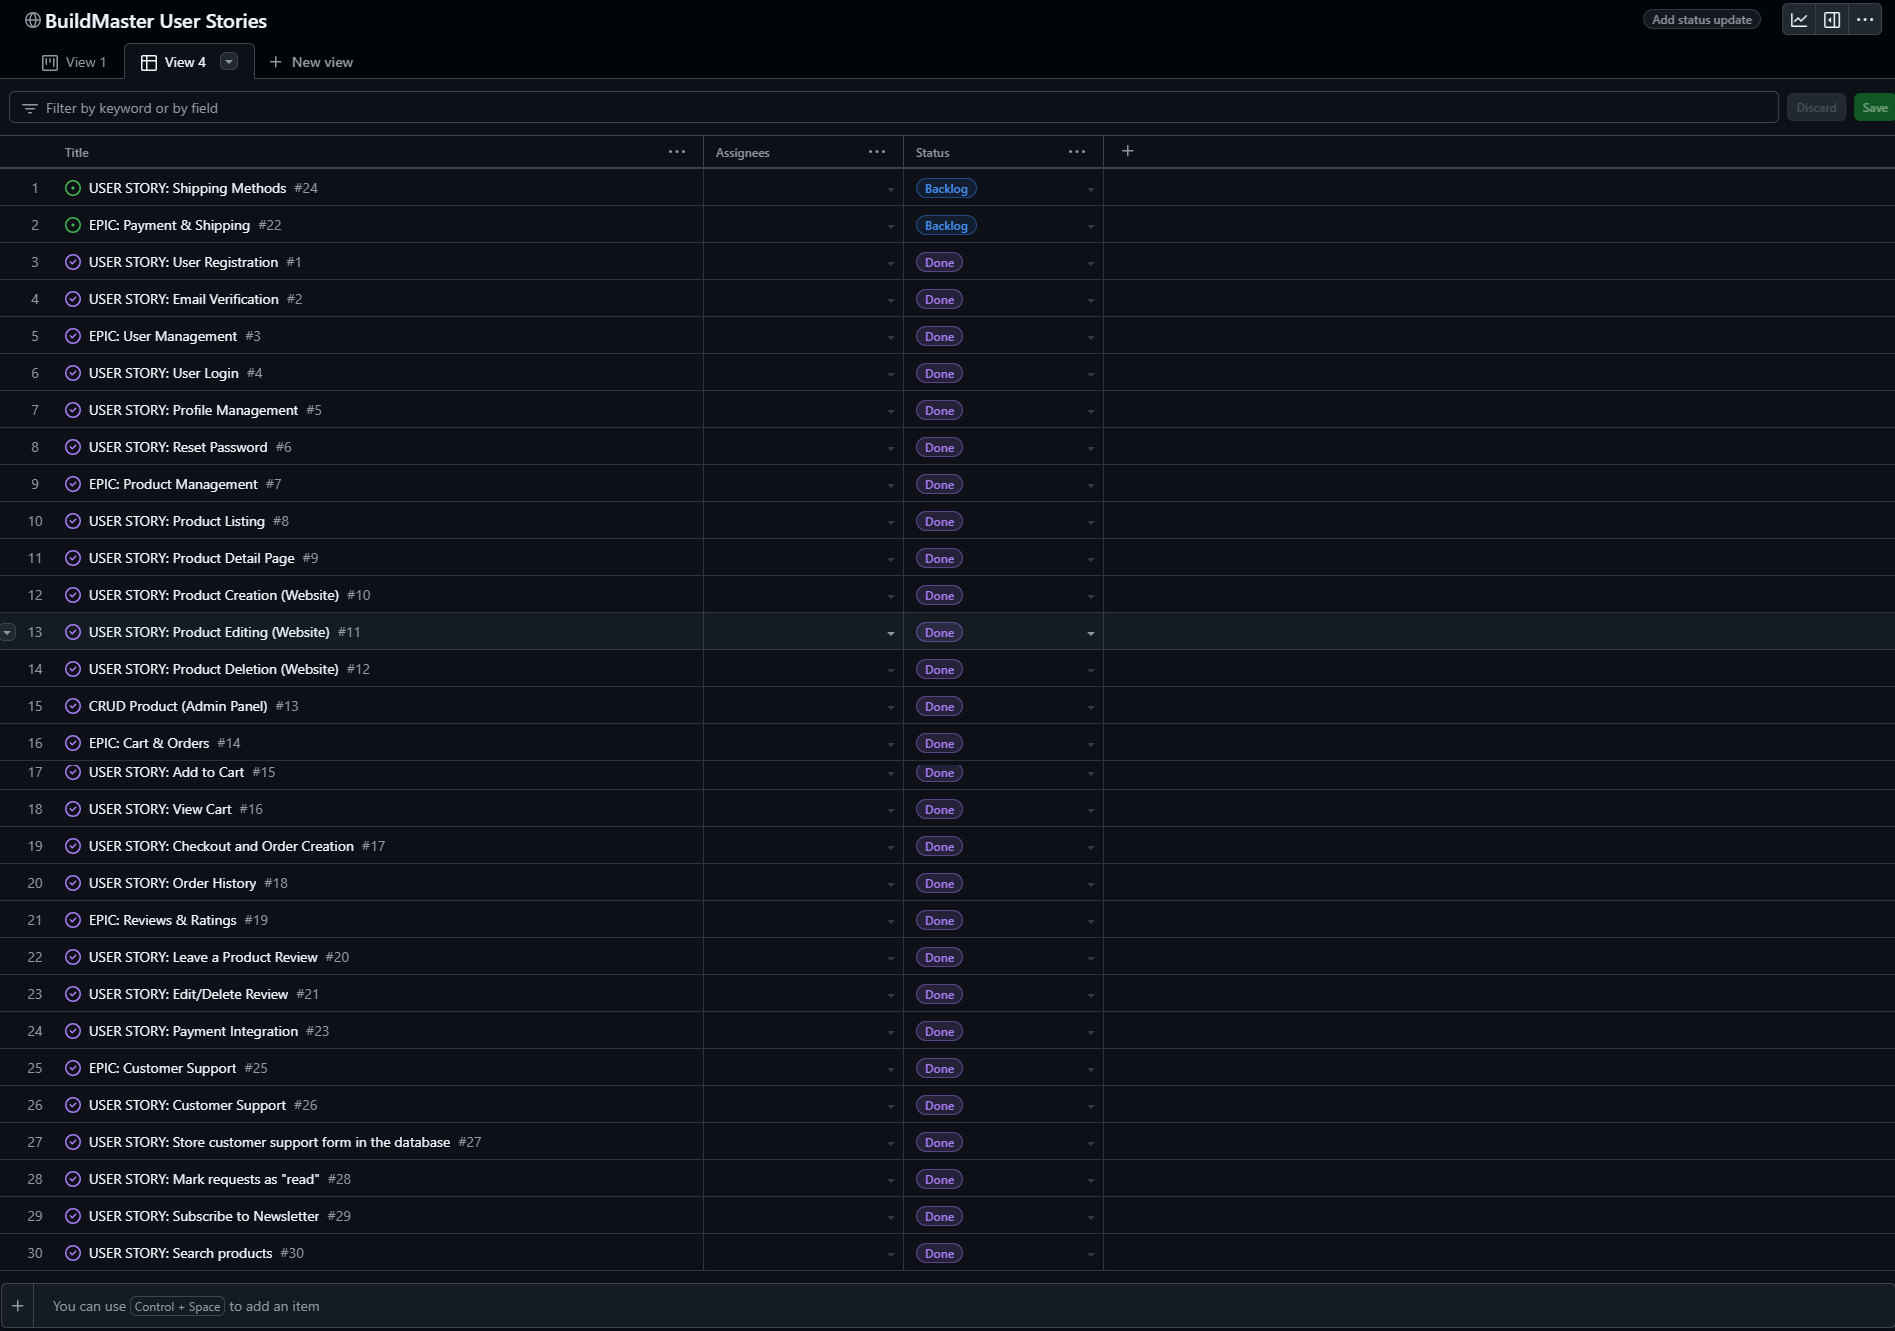 BuildMaster User Stories
Add status update
View 1
View 4
New view
Filter by keyword or by field
Discard
Save
Title Assignees Status
1 USER STORY: Shipping Methods #24 Backlog
2 EPIC: Payment & Shipping #22 Backlog
3 USER STORY: User Registration #1 Done
4 USER STORY: Email Verification #2 Done
5 EPIC: User Management #3 Done
6 USER STORY: User Login #4 Done
7 USER STORY: Profile Management #5 Done
8 USER STORY: Reset Password #6 Done
9 EPIC: Product Management #7 Done
10 USER STORY: Product Listing #8 Done
11 USER STORY: Product Detail Page #9 Done
12 USER STORY: Product Creation (Website) #10 Done
13 USER STORY: Product Editing (Website) #11 Done
14 USER STORY: Product Deletion (Website) #12 Done
15 CRUD Product (Admin Panel) #13 Done
16 EPIC: Cart & Orders #14 Done
17 USER STORY: Add to Cart #15 Done
18 USER STORY: View Cart #16 Done
19 USER STORY: Checkout and Order Creation #17 Done
20 USER STORY: Order History #18 Done
21 EPIC: Reviews & Ratings #19 Done
22 USER STORY: Leave a Product Review #20 Done
23 USER STORY: Edit/Delete Review #21 Done
24 USER STORY: Payment Integration #23 Done
25 EPIC: Customer Support #25 Done
26 USER STORY: Customer Support #26 Done
27 USER STORY: Store customer support form in the database #27 Done
28 USER STORY: Mark requests as "read" #28 Done
29 USER STORY: Subscribe to Newsletter #29 Done
30 USER STORY: Search products #30 Done
You can use Control + Space to add an item